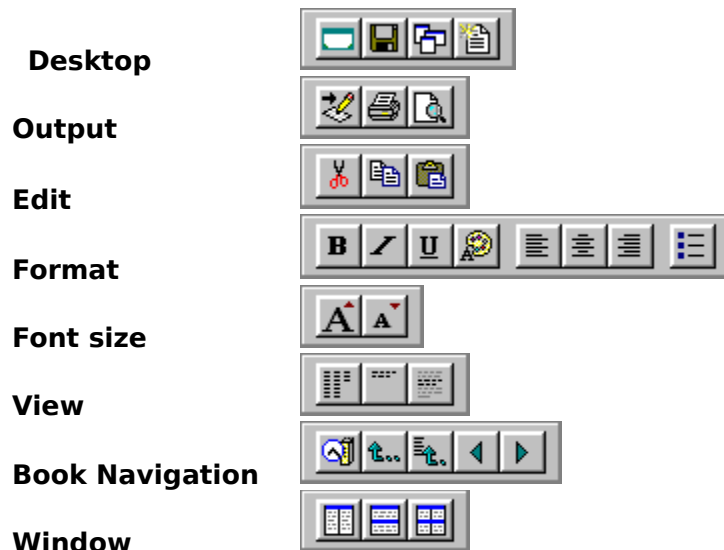 Desktop
Output
Edit
Format
B I U A
Font size
A A
View
Book Navigation
Window